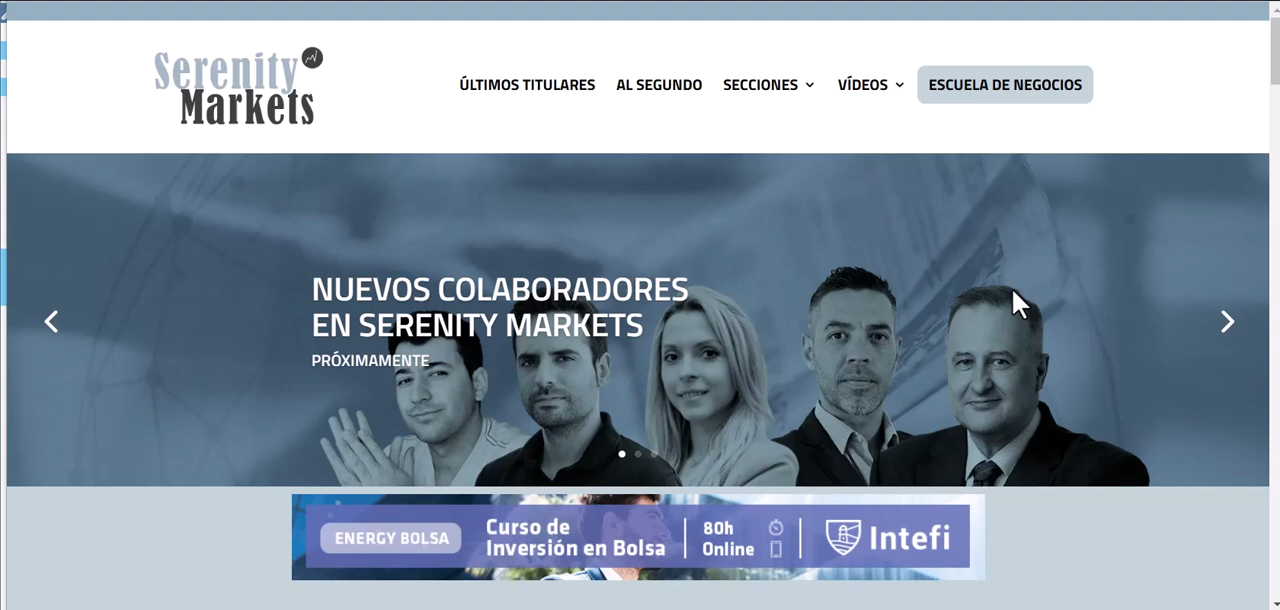 Serenity
Markets
ÚLTIMOS TITULARES
AL SEGUNDO
SECCIONES
VÍDEOS
ESCUELA DE NEGOCIOS
NUEVOS COLABORADORES
EN SERENITY MARKETS
PRÓXIMAMENTE
ENERGY BOLSA
Curso de
Inversión en Bolsa
80h
Online
Intefi